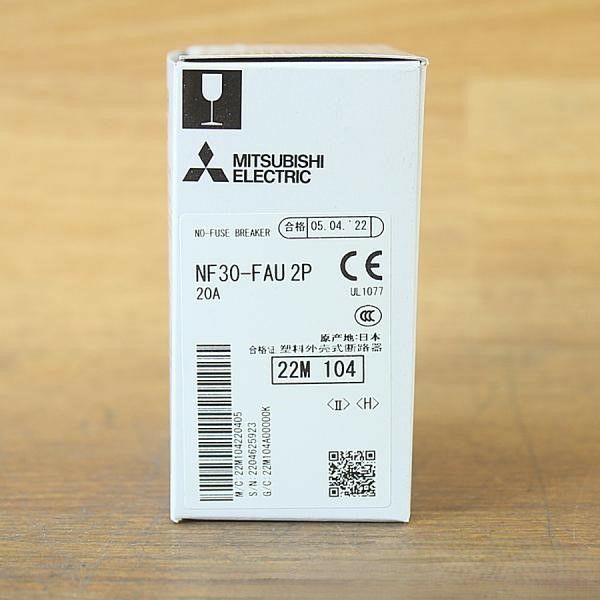 MITSUBISHI
ELECTRIC
NO-FUSE BREAKER 合格 05.04.'22
NF30-FAU 2P CE
20A UL1077
CCC
原产地:日本
合格证 塑料外壳式断路器
22M 104
〈Ⅱ〉 〈H〉
M/C:22M104220405
S/N:2204625923
G/C:22M104A00000K